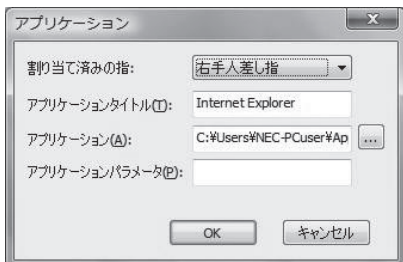 アプリケーション
割り当て済みの指: 右手人差し指
アプリケーションタイトル(T): Internet Explorer
アプリケーション(A): C:¥Users¥NEC-PCuser¥Ap ...
アプリケーションパラメータ(P):
OK キャンセル